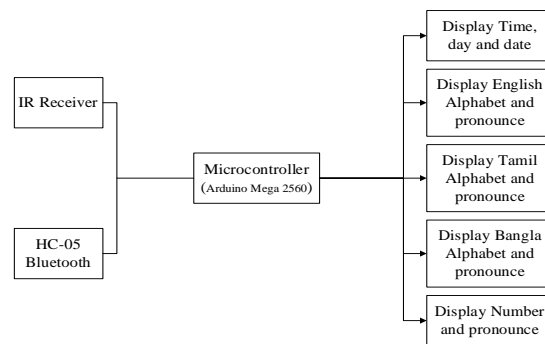 IR Receiver
HC-05
Bluetooth
Microcontroller
(Arduino Mega 2560)
Display Time,
day and date
Display English
Alphabet and
pronounce
Display Tamil
Alphabet and
pronounce
Display Bangla
Alphabet and
pronounce
Display Number
and pronounce